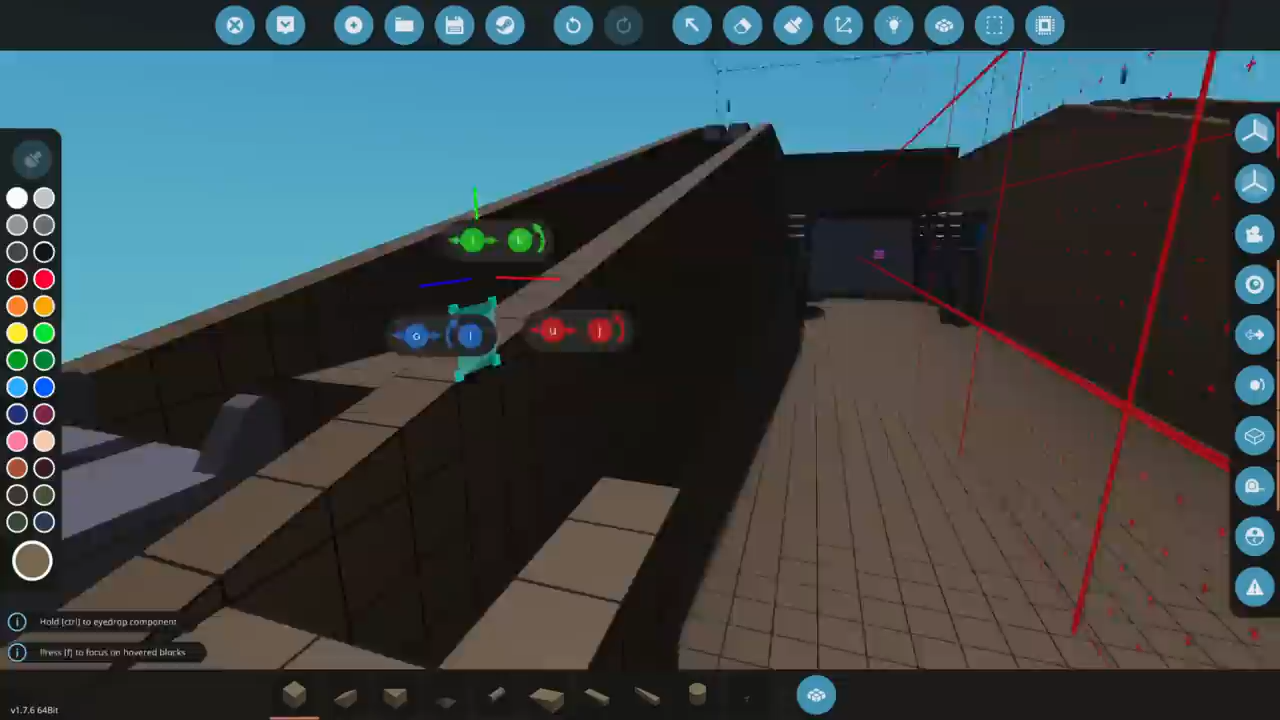 L
G
U
J
Hold [ctrl] to eyedrop component
Press [f] to focus on hovered blocks
v1.7.6 64Bit